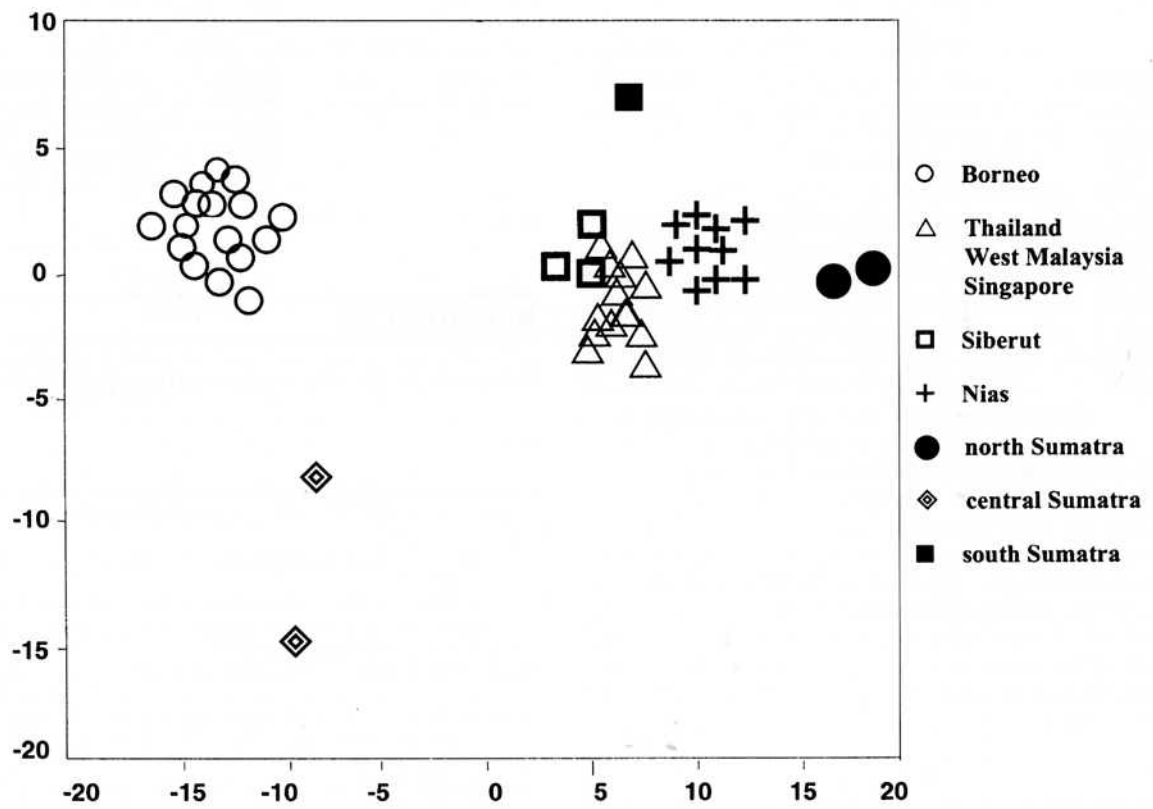 10
5
0
-5
-10
-15
-20
-20 -15 -10 -5 0 5 10 15 20
Borneo
Thailand
West Malaysia
Singapore
Siberut
Nias
north Sumatra
central Sumatra
south Sumatra